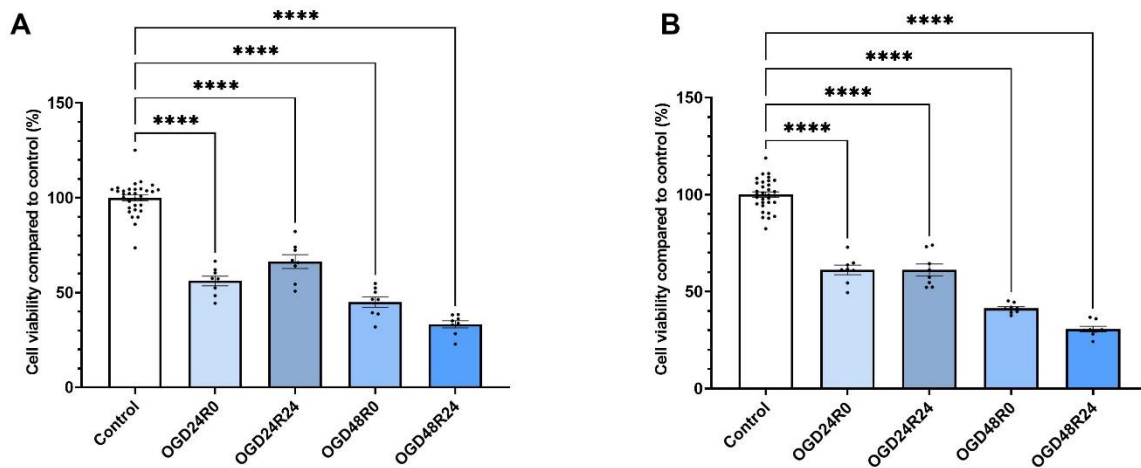 A
****
****
****
****
Cell viability compared to control (%)
150
100
50
0
Control
OGD24R0
OGD24R24
OGD48R0
OGD48R24
B
****
****
****
****
Cell viability compared to control (%)
150
100
50
0
Control
OGD24R0
OGD24R24
OGD48R0
OGD48R24